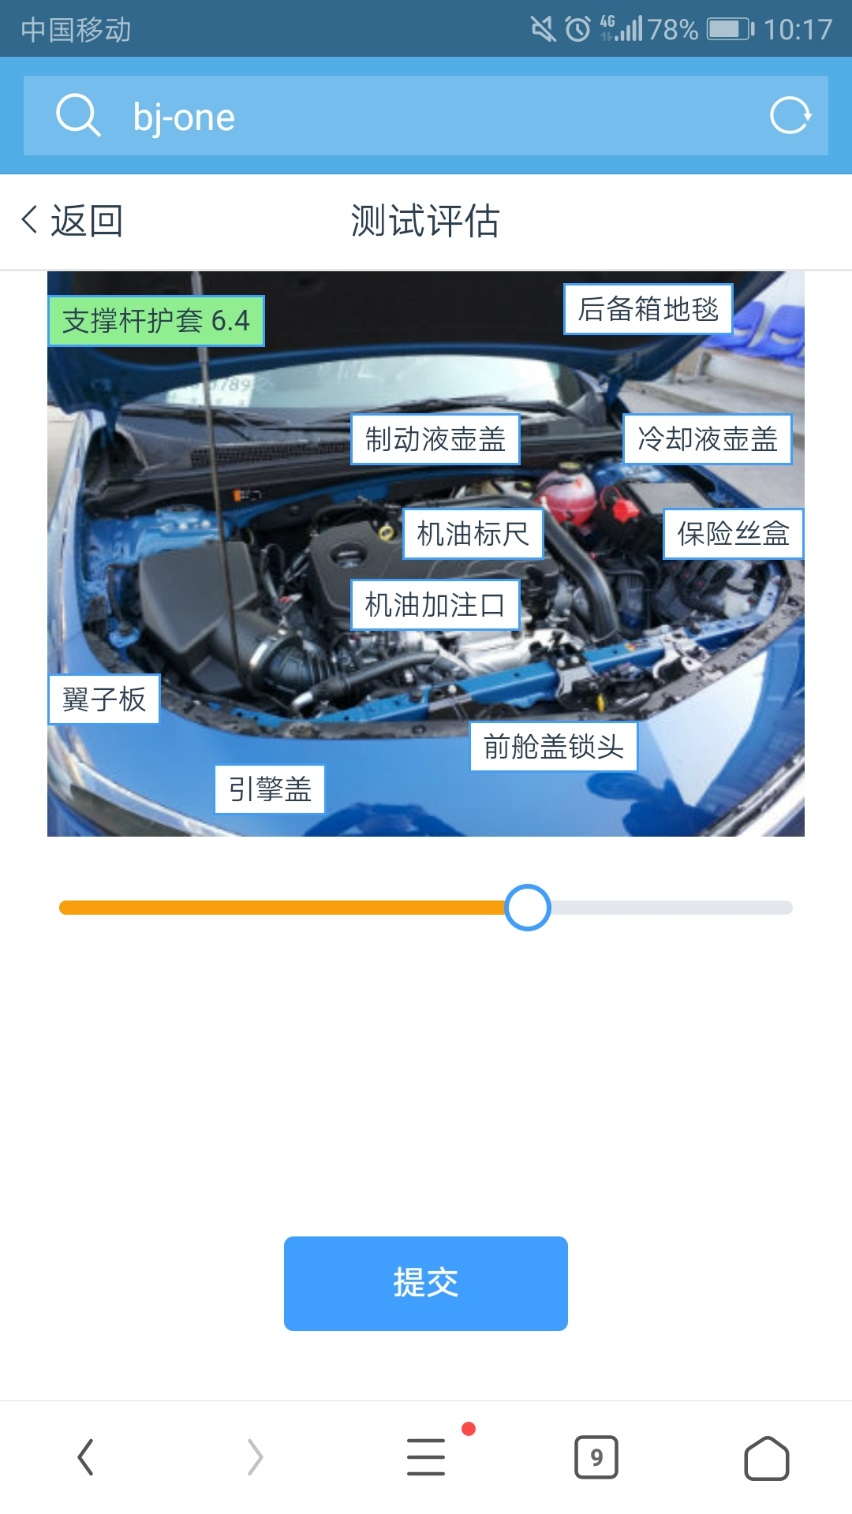 中国移动 4G 78% 10:17
bj-one
返回 测试评估
支撑杆护套 6.4
后备箱地毯
制动液壶盖
冷却液壶盖
机油标尺
保险丝盒
机油加注口
翼子板
前舱盖锁头
引擎盖
提交
9